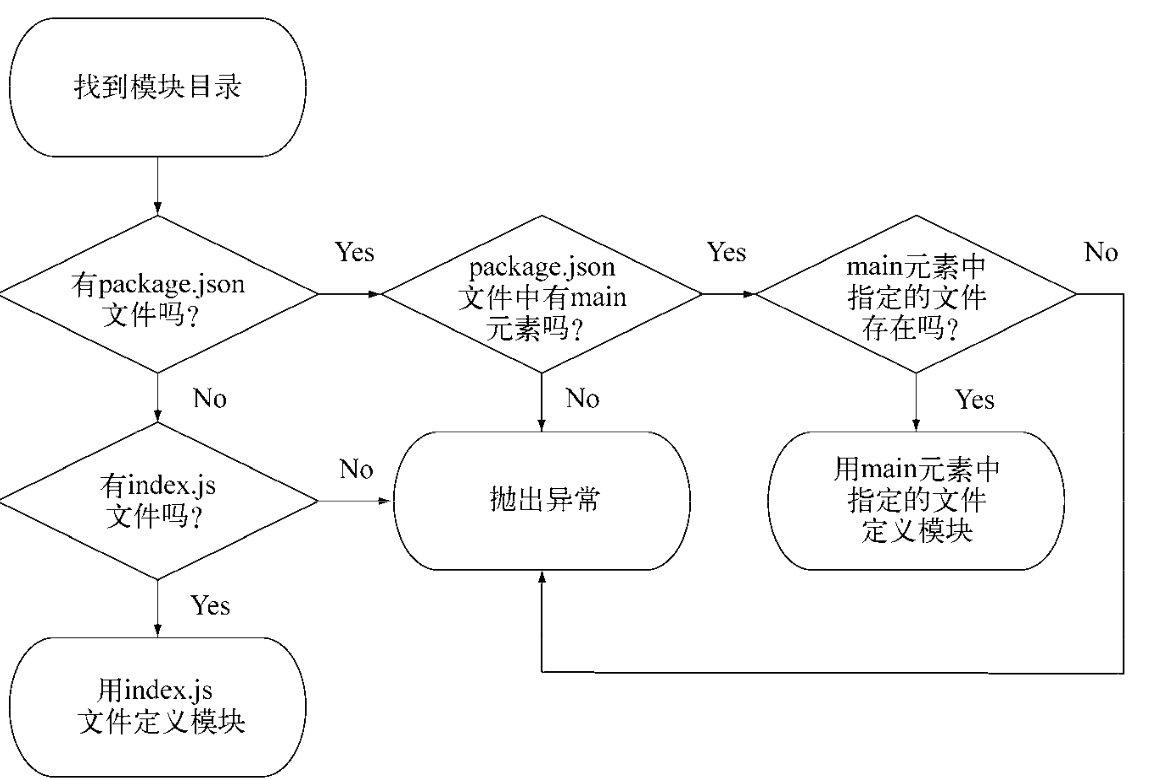 找到模块目录
有package.json
文件吗？
Yes
package.json
文件中有main
元素吗？
Yes
main元素中
指定的文件
存在吗？
No
No
No
Yes
有index.js
文件吗？
No
抛出异常
用main元素中
指定的文件
定义模块
Yes
用index.js
文件定义模块